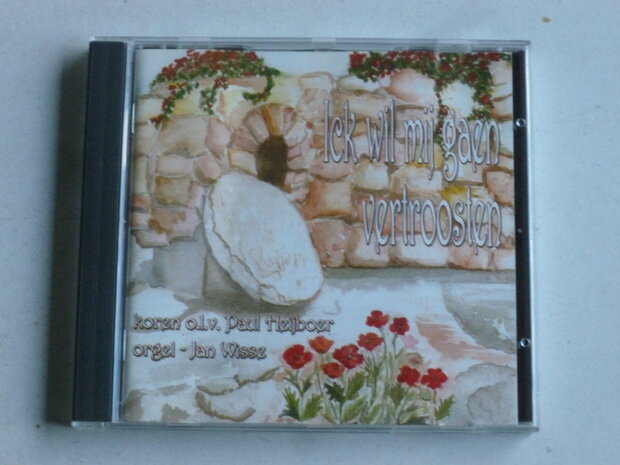 Ick wil mij gaen
vertroosten
koren o.l.v. Paul Heijboer
orgel - Jan Wisse